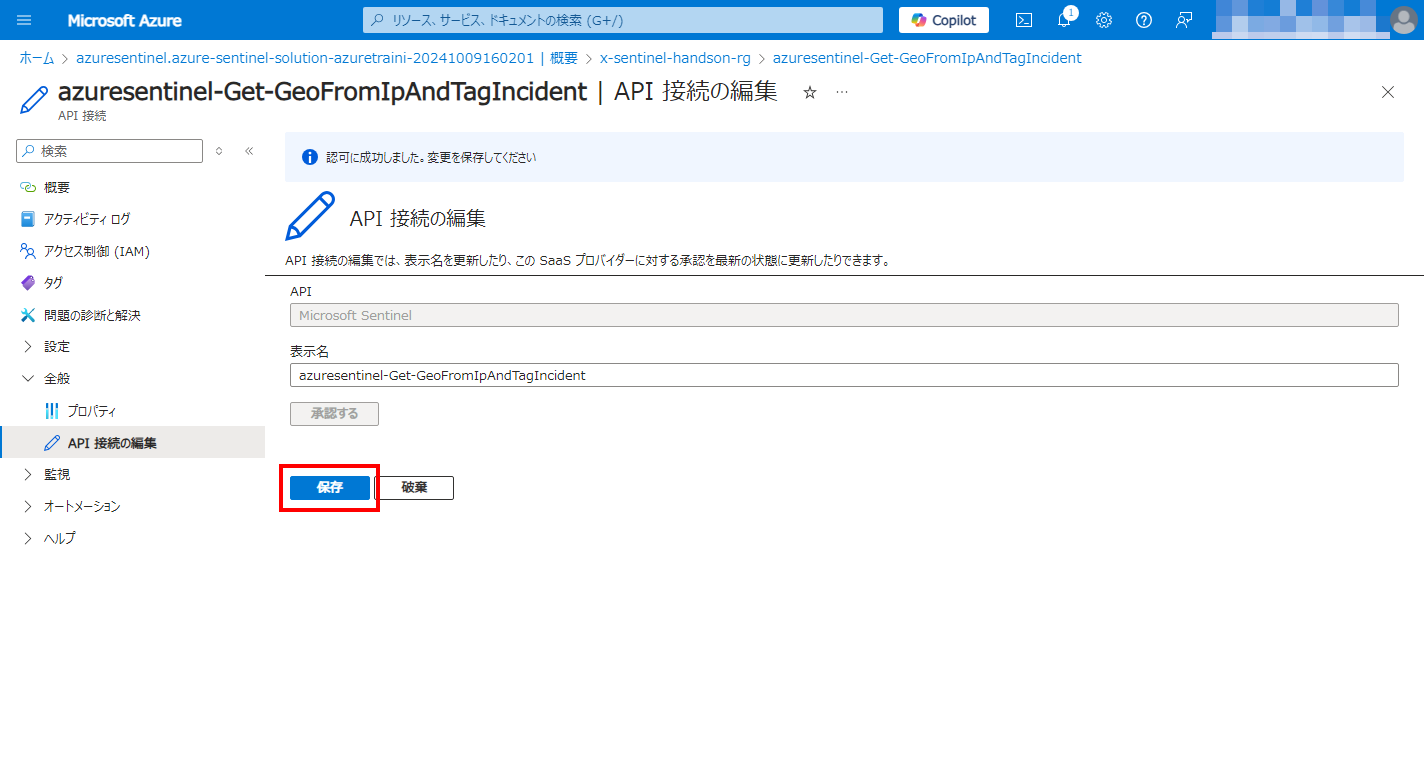 Microsoft Azure
リソース、サービス、ドキュメントの検索 (G+/)
Copilot
1
ホーム > azuresentinel.azure-sentinel-solution-azuretraini-20241009160201 | 概要 > x-sentinel-handson-rg > azuresentinel-Get-GeoFromIpAndTagIncident
azuresentinel-Get-GeoFromIpAndTagIncident | API 接続の編集
API 接続
検索
概要
アクティビティ ログ
アクセス制御 (IAM)
タグ
問題の診断と解決
設定
全般
プロパティ
API 接続の編集
監視
オートメーション
ヘルプ
認可に成功しました。変更を保存してください
API 接続の編集
API 接続の編集では、表示名を更新したり、この SaaS プロバイダーに対する承認を最新の状態に更新したりできます。
API
Microsoft Sentinel
表示名
azuresentinel-Get-GeoFromIpAndTagIncident
承認する
保存 破棄